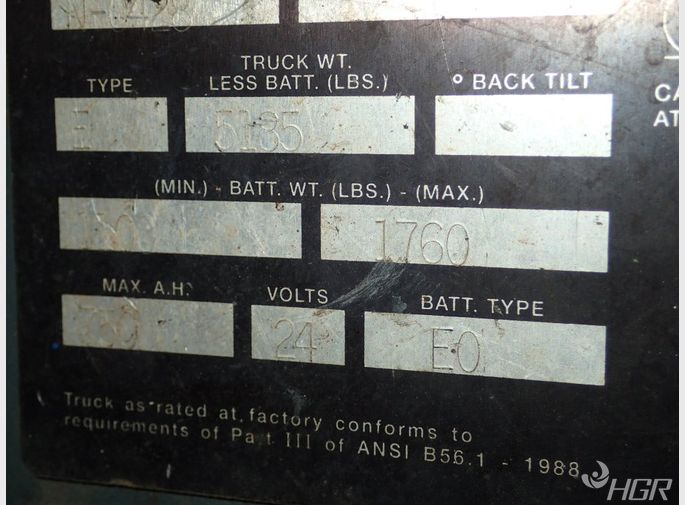 TRUCK WT.
TYPE LESS BATT. (LBS.) ° BACK TILT
E 5135
(MIN.) - BATT. WT. (LBS.) - (MAX.)
1760
MAX. A.H. VOLTS BATT. TYPE
24 EO
Truck as rated at factory conforms to
requirements of Pa t III of ANSI B56.1 - 1988
HGR